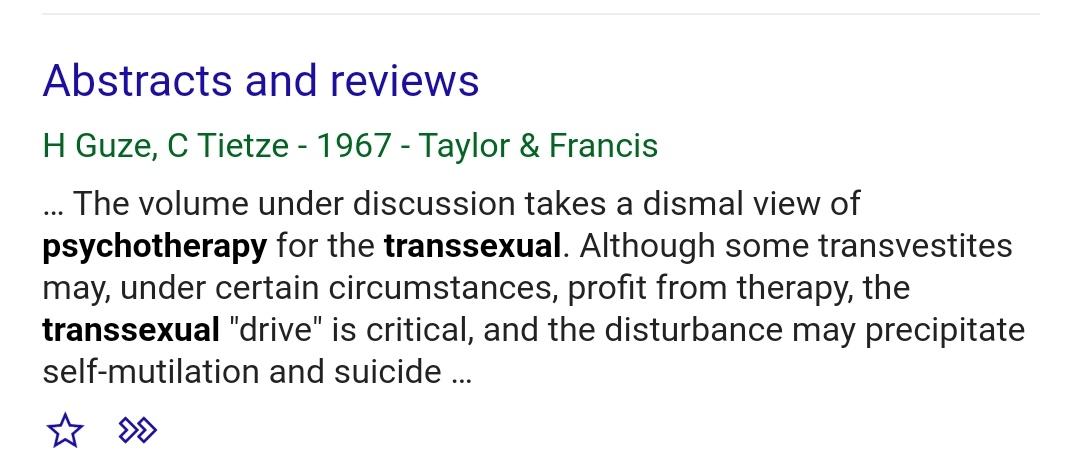 Abstracts and reviews
H Guze, C Tietze - 1967 - Taylor & Francis
... The volume under discussion takes a dismal view of
psychotherapy for the transsexual. Although some transvestites
may, under certain circumstances, profit from therapy, the
transsexual "drive" is critical, and the disturbance may precipitate
self-mutilation and suicide ...